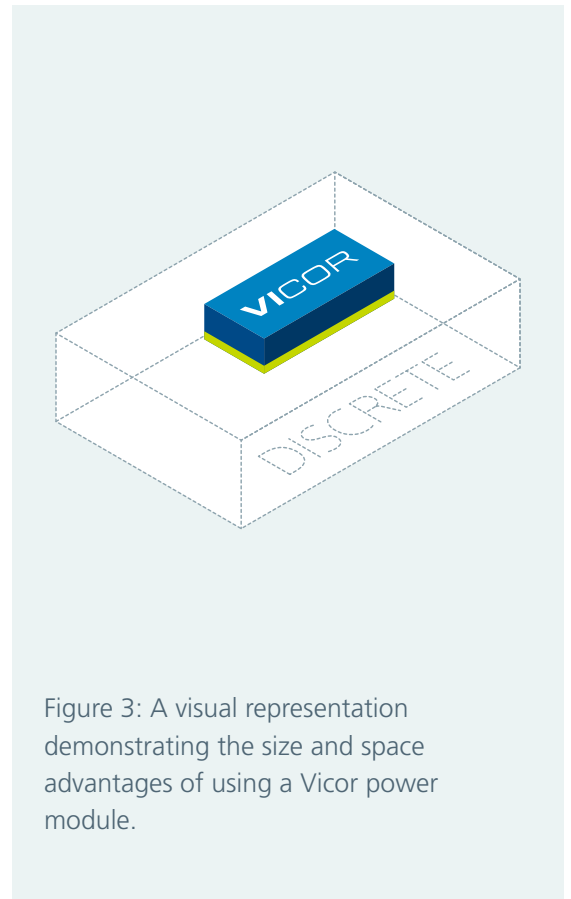 VICOR
DISCRETE
Figure 3: A visual representation
demonstrating the size and space
advantages of using a Vicor power
module.